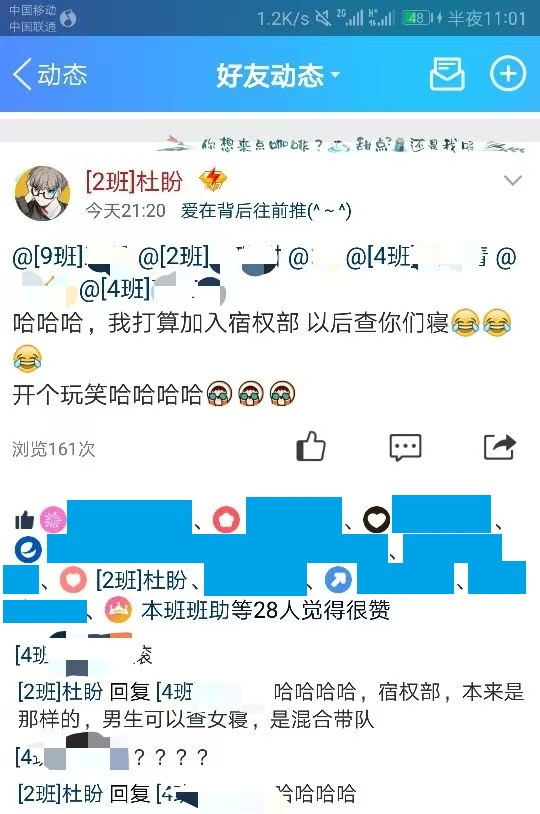 中国移动
中国联通
1.2K/s 2G H+ 48 半夜11:01
动态 好友动态
你想来点咖啡？ 甜点 还是我
[2班]杜盼
今天21:20 爱在背后往前推(^～^)
@[9班] @[2班] @ @[4班] @
@[4班]
哈哈哈，我打算加入宿权部 以后查你们寝
开个玩笑哈哈哈哈
浏览161次
、 、 、
、
、 [2班]杜盼、 、 、
、 本班班助等28人觉得很赞
[4班 滚
[2班]杜盼 回复 [4班 哈哈哈哈，宿权部，本来是
那样的，男生可以查女寝，是混合带队
[4 ？？？？
[2班]杜盼 回复 [4 哈哈哈哈